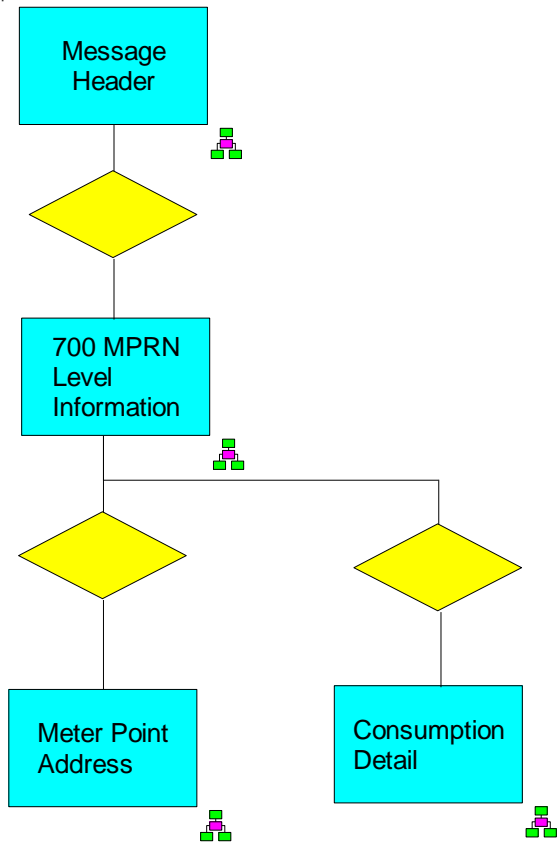 Message
Header
700 MPRN
Level
Information
Meter Point
Address
Consumption
Detail